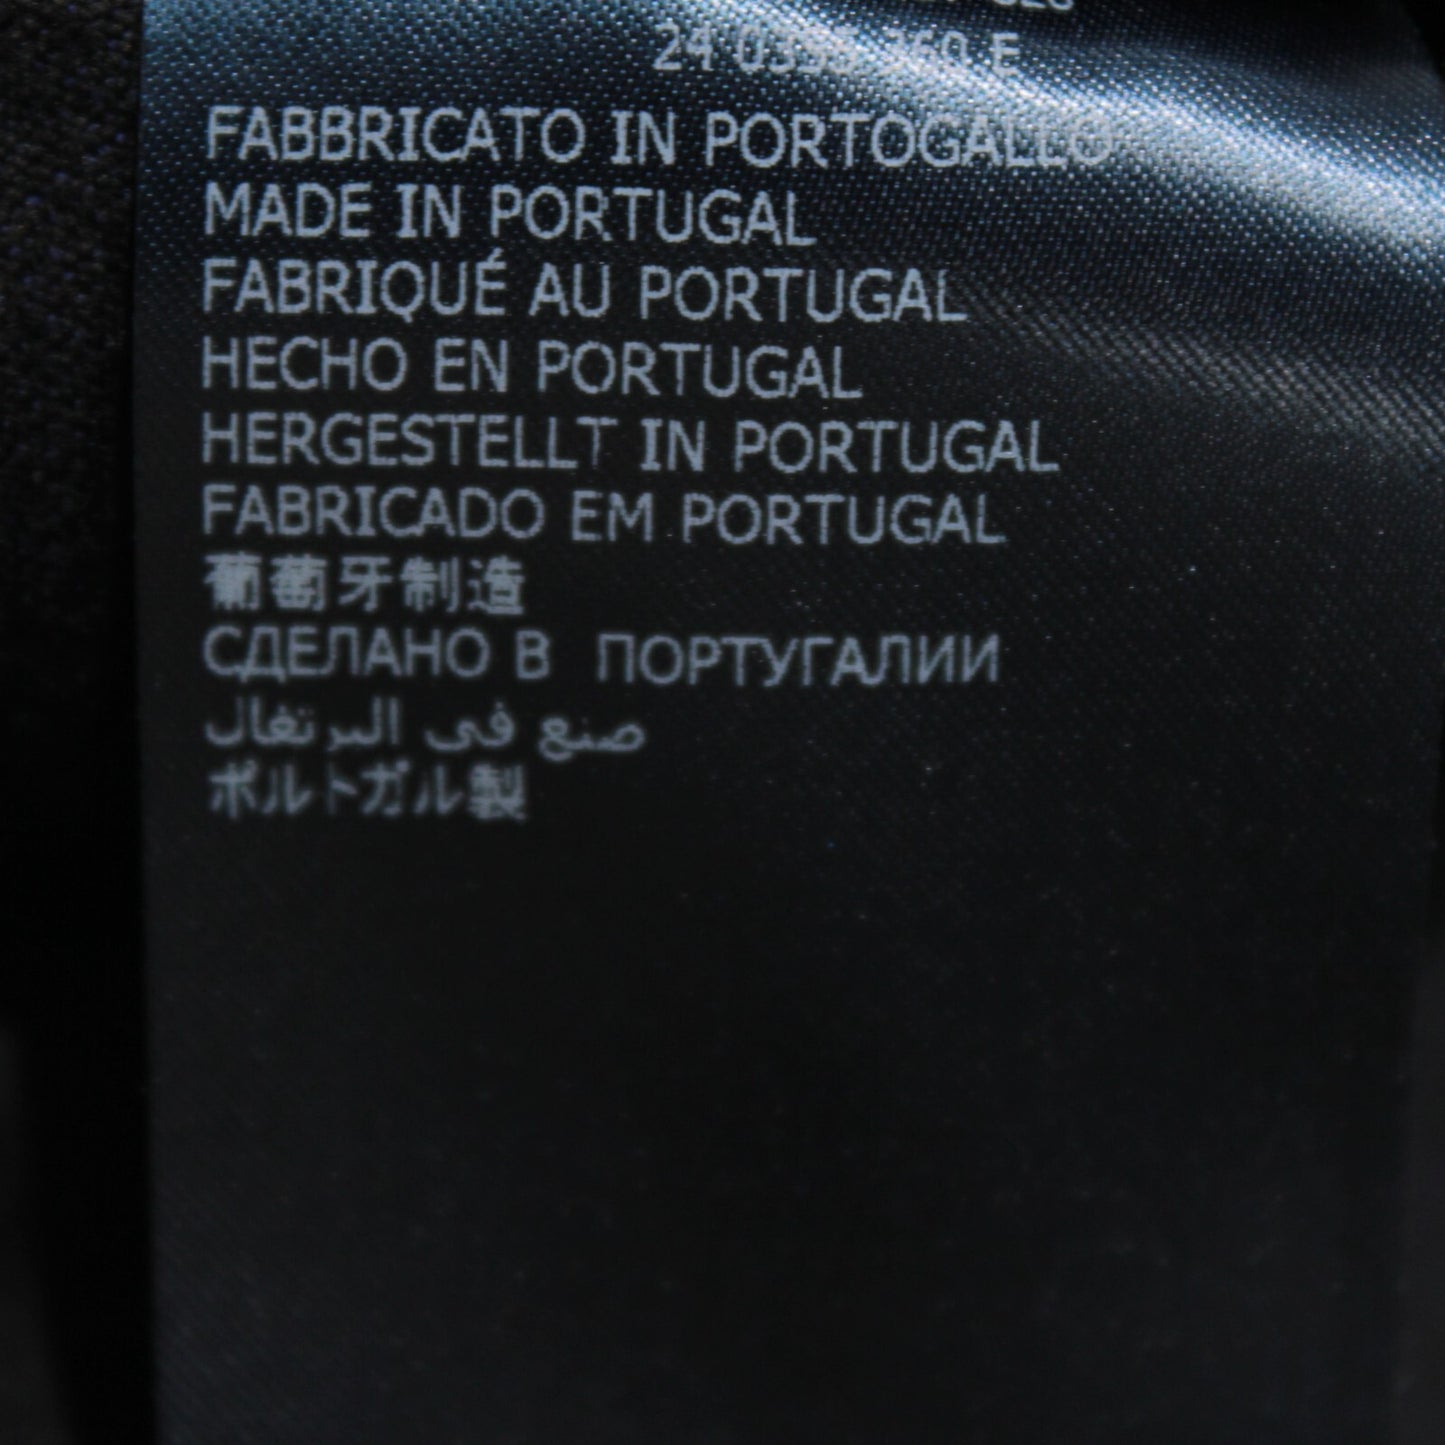 24 E
FABBRICATO IN PORTOGALLO
MADE IN PORTUGAL
FABRIQUÉ AU PORTUGAL
HECHO EN PORTUGAL
HERGESTELLT IN PORTUGAL
FABRICADO EM PORTUGAL
葡萄牙制造
СДЕЛАНО В ПОРТУГАЛИИ
صنع فى البرتغال
ポルトガル製